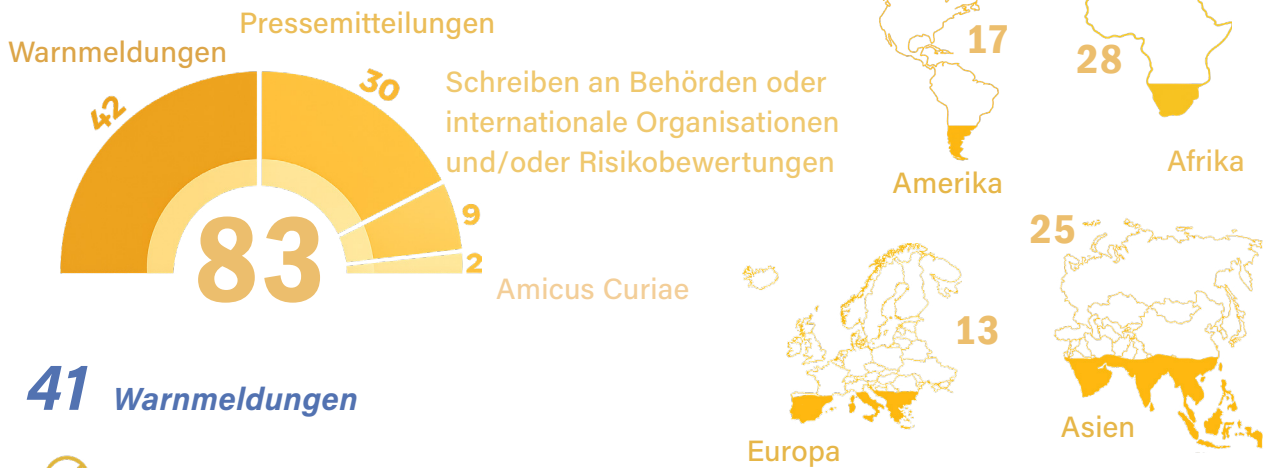 Pressemitteilungen
Warnmeldungen
42
30
Schreiben an Behörden oder
internationale Organisationen
und/oder Risikobewertungen
9
2
83
Amicus Curiae
41 Warnmeldungen
17
Amerika
28
Afrika
13
Europa
25
Asien